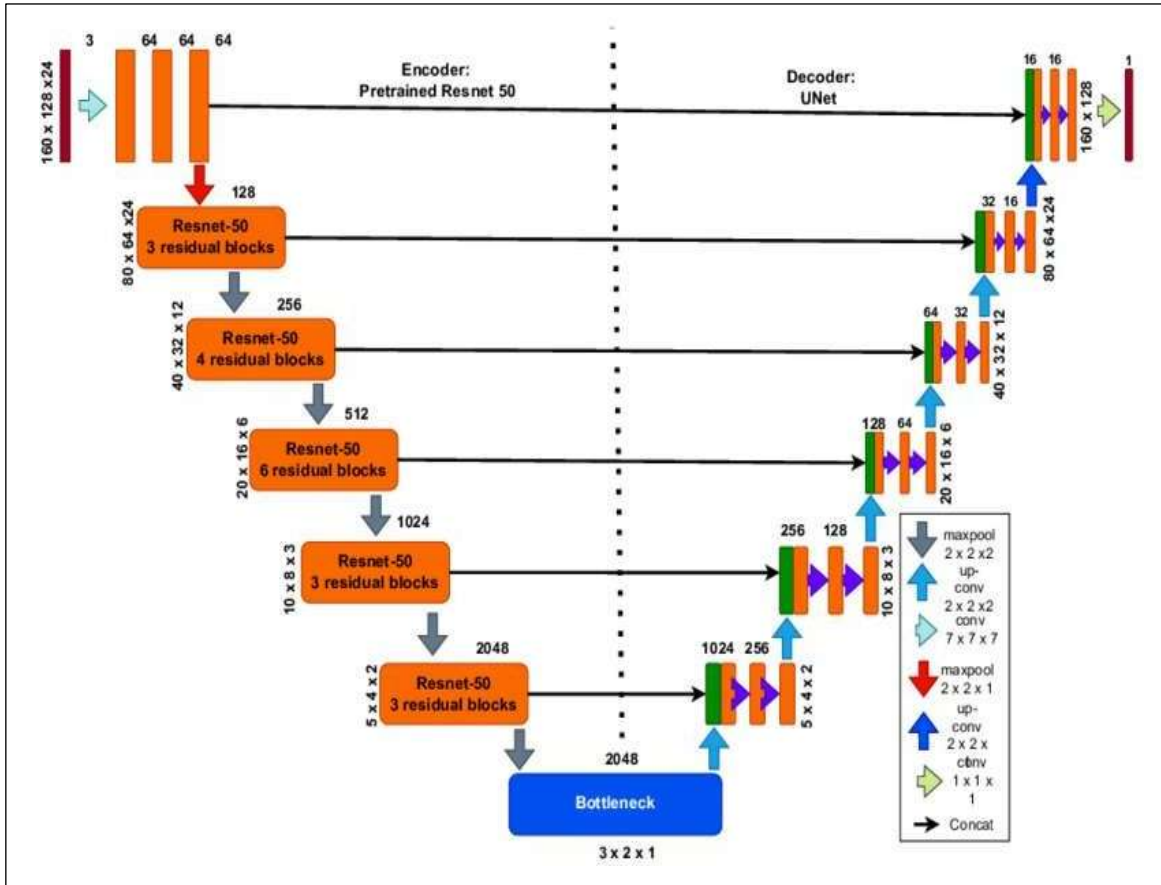 3 64 64 64
160 x 128 x24
Encoder:
Pretrained Resnet 50
Decoder:
UNet
16 16
160 x 128
1
128
80 x 64 x24
Resnet-50
3 residual blocks
32 16
80 x 64 x24
256
40 x 32 x 12
Resnet-50
4 residual blocks
64 32
40 x 32 x 12
512
20 x 16 x 6
Resnet-50
6 residual blocks
128 64
20 x 16 x 6
1024
10 x 8 x 3
Resnet-50
3 residual blocks
256 128
10 x 8 x 3
2048
5 x 4 x 2
Resnet-50
3 residual blocks
1024 256
5 x 4 x 2
2048
Bottleneck
3 x 2 x 1
maxpool
2 x 2 x2
up-
conv
2 x 2 x2
conv
7 x 7 x 7
maxpool
2 x 2 x 1
up-
conv
2 x 2 x
1 x 1 x
1
Concat